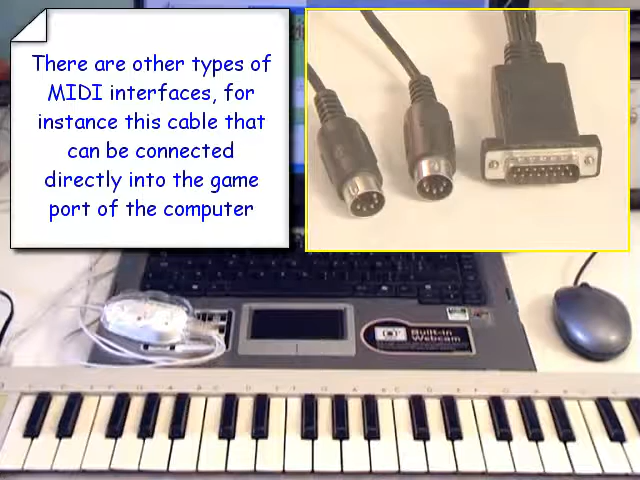 There are other types of
MIDI interfaces, for
instance this cable that
can be connected
directly into the game
port of the computer
Built-in
Webcam